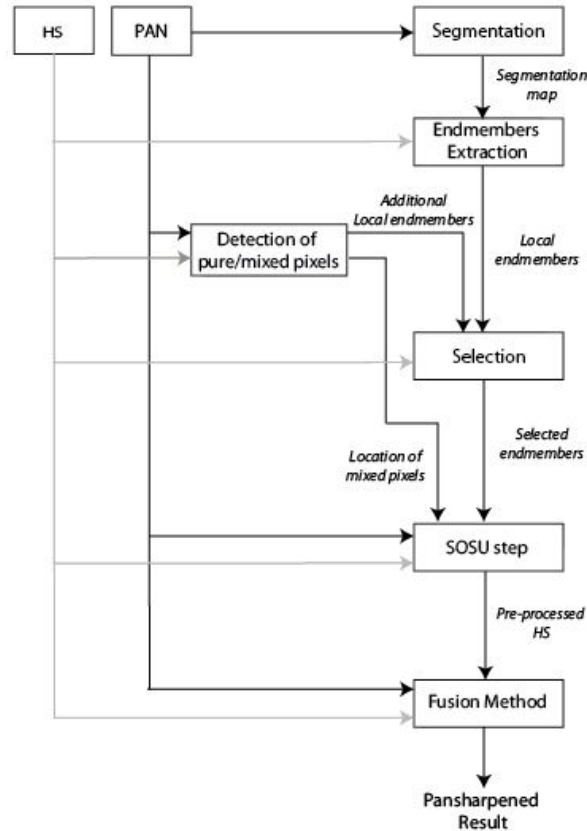 HS
PAN
Segmentation
Segmentation
map
Endmembers
Extraction
Additional
Local endmembers
Detection of
pure/mixed pixels
Local
endmembers
Selection
Location of
mixed pixels
Selected
endmembers
SOSU step
Pre-processed
HS
Fusion Method
Pansharpened
Result